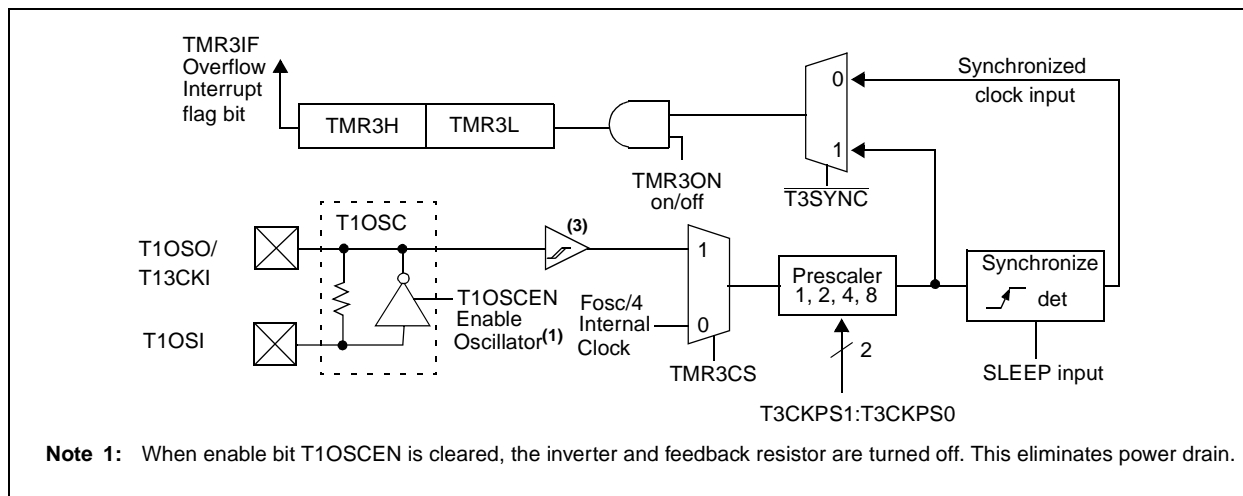 TMR3IF
Overflow
Interrupt
flag bit
TMR3H
TMR3L
TMR3ON
on/off
0
1
T3SYNC
Synchronized
clock input
T1OSC
T1OSO/
T13CKI
T1OSI
T1OSCEN
Enable
Oscillator(1)
(3)
Fosc/4
Internal
Clock
1
0
TMR3CS
Prescaler
1, 2, 4, 8
2
T3CKPS1:T3CKPS0
Synchronize
det
SLEEP input
Note 1: When enable bit T1OSCEN is cleared, the inverter and feedback resistor are turned off. This eliminates power drain.